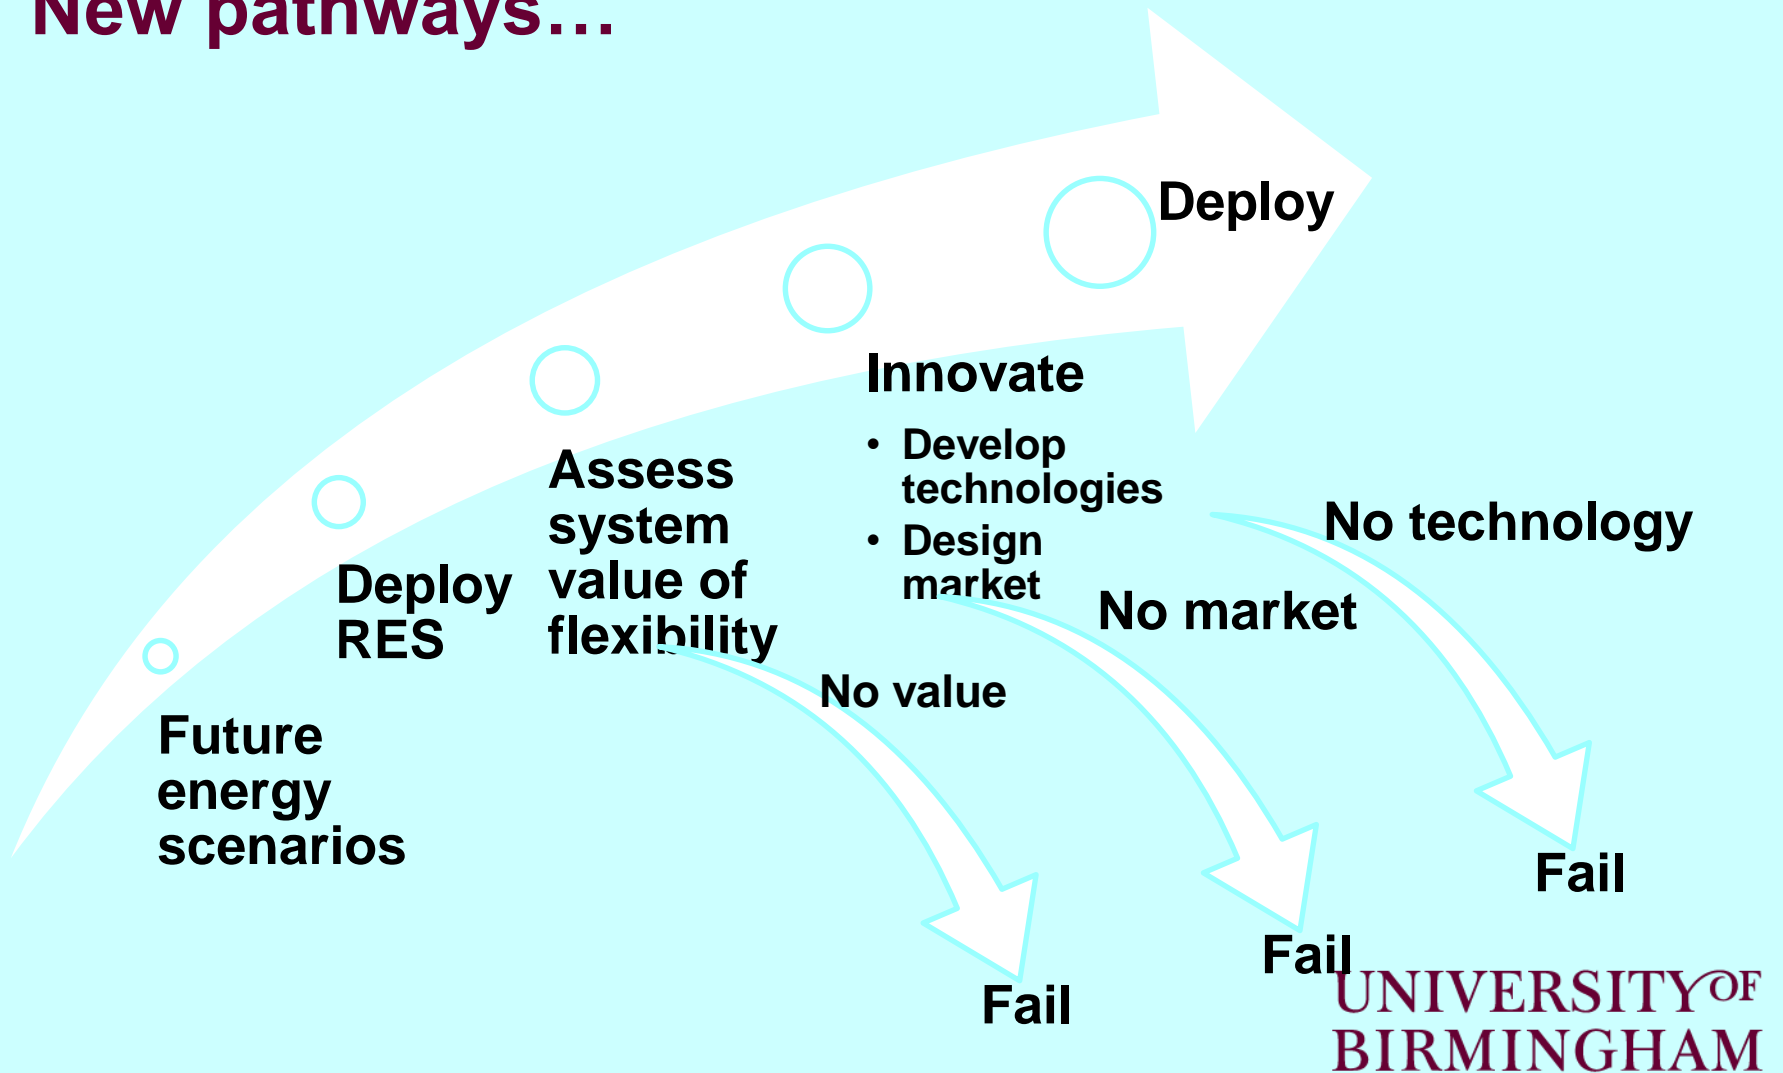 New pathways…
Deploy
Innovate
• Develop
technologies
• Design
market
Assess
system
value of
flexibility
Deploy
RES
Future
energy
scenarios
No technology
No market
No value
Fail
Fail
Fail
UNIVERSITY OF
BIRMINGHAM